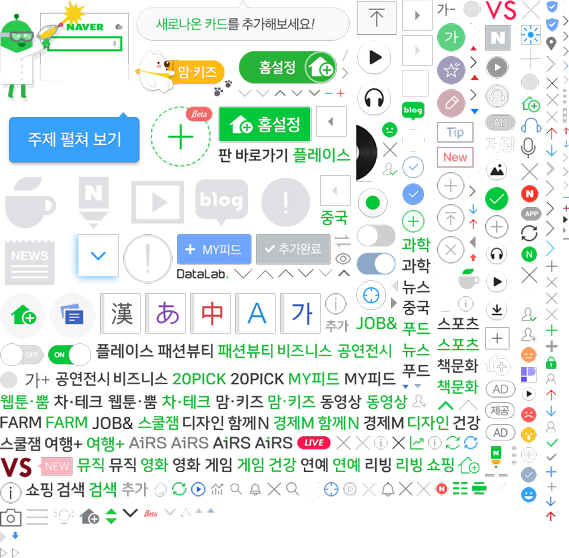 NAVER
새로나온 카드를 추가해보세요!
맘·키즈
홈설정
가-
VS
N
가
blog
AD
Tip
New
주제 펼쳐 보기
Beta
홈설정
판 바로가기 플레이스
중국
N
blog
NEWS
MY피드
추가완료
DataLab.
과학
과학
뉴스
중국
푸드
뉴스
푸드
漢 あ 中 A 가
추가
JOB&
스포츠
스포츠
책문화
책문화
N
APP
N
OFF
ON
플레이스 패션뷰티 패션뷰티 비즈니스 공연전시
가+ 공연전시 비즈니스 20PICK 20PICK MY피드 MY피드
웹툰·뿜 차·테크 웹툰·뿜 차·테크 맘·키즈 맘·키즈 동영상 동영상
FARM FARM JOB& 스쿨잼 디자인 함께N 경제M 함께N 경제M 디자인 건강
스쿨잼 여행+ 여행+ AiRS AiRS AiRS AiRS LIVE
VS NEW 뮤직 뮤직 영화 영화 게임 게임 건강 연예 연예 리빙 리빙 쇼핑
쇼핑 검색 검색 추가
Beta
AD
제공
AD
N